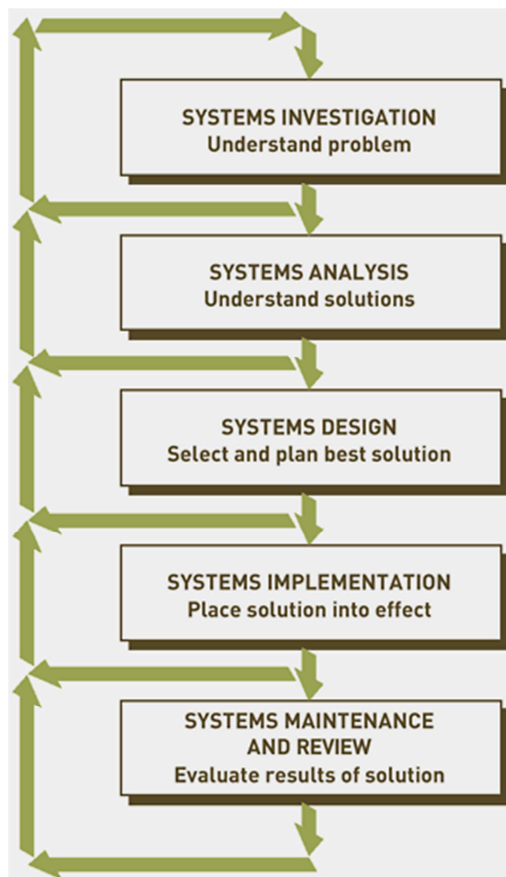 SYSTEMS INVESTIGATION
Understand problem
SYSTEMS ANALYSIS
Understand solutions
SYSTEMS DESIGN
Select and plan best solution
SYSTEMS IMPLEMENTATION
Place solution into effect
SYSTEMS MAINTENANCE
AND REVIEW
Evaluate results of solution